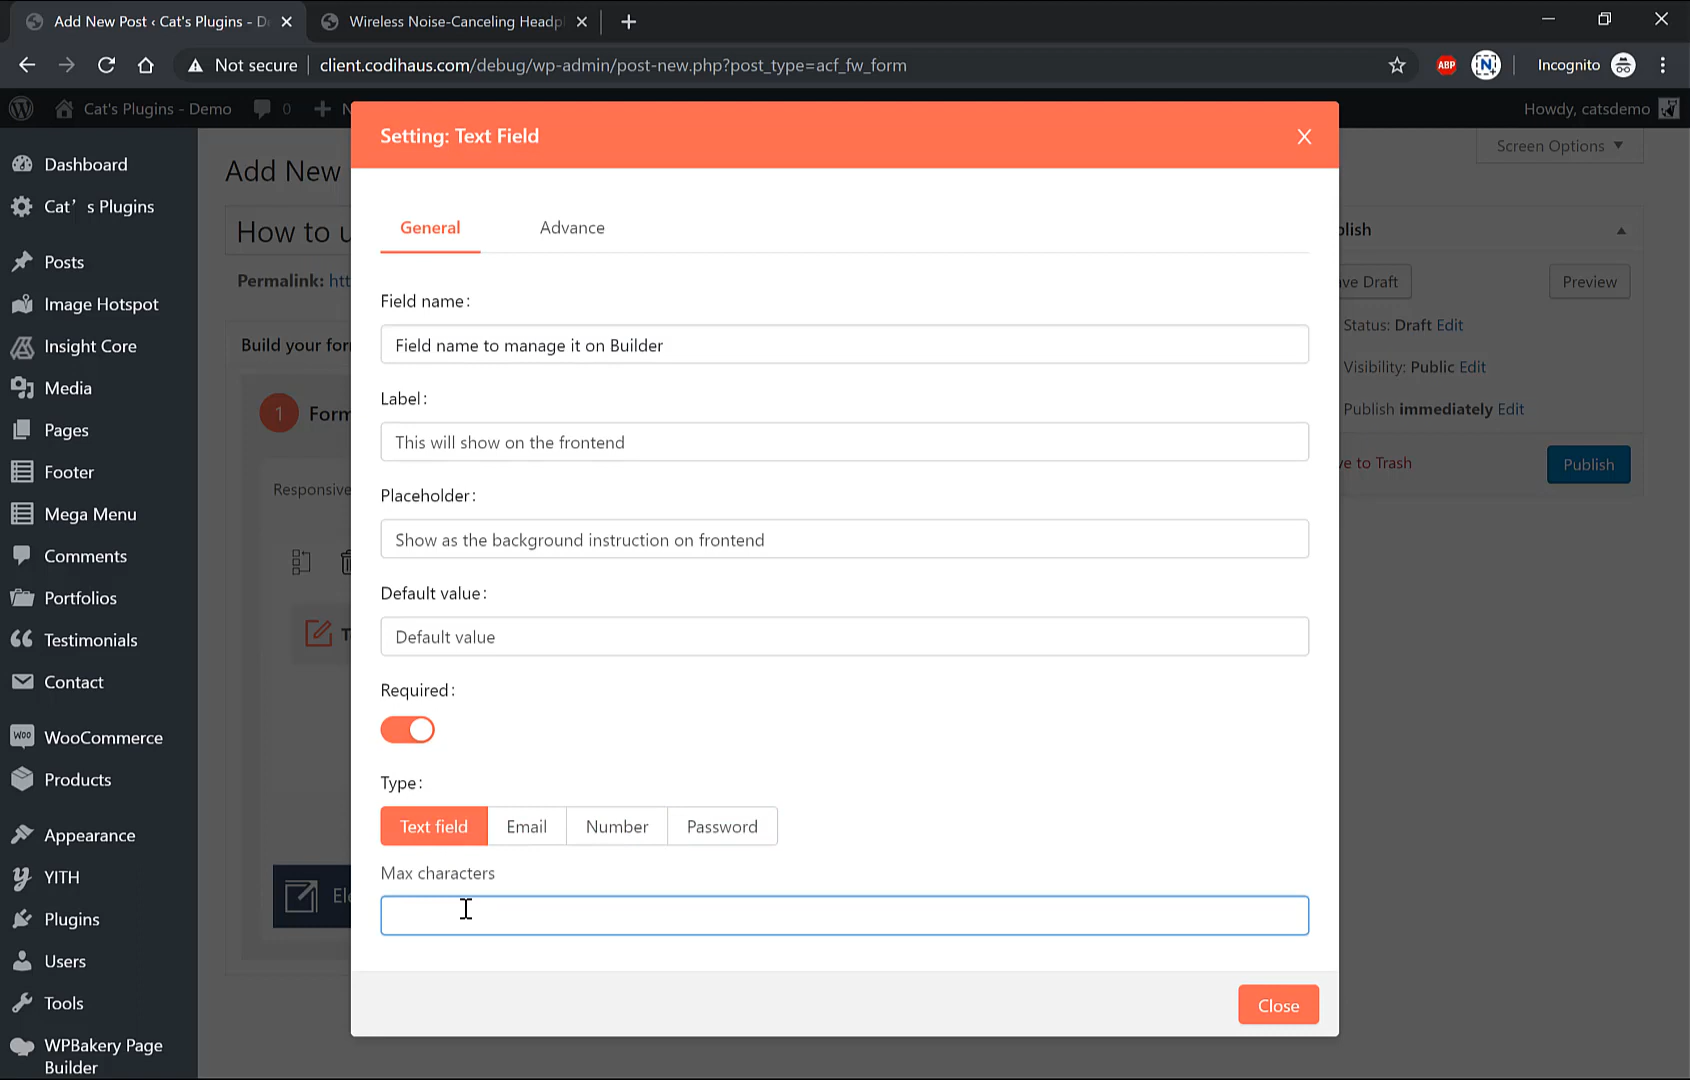 Add New Post ‹ Cat's Plugins - D
Wireless Noise-Canceling Headp
Not secure
client.codihaus.com/debug/wp-admin/post-new.php?post_type=acf_fw_form
ABP
N
Incognito
Cat's Plugins - Demo
0
N
Howdy, catsdemo
Dashboard
Cat’ s Plugins
Posts
Image Hotspot
Insight Core
Media
Pages
Footer
Mega Menu
Comments
Portfolios
Testimonials
Contact
WOO
WooCommerce
Products
Appearance
YITH
Plugins
Users
Tools
WPBakery Page
Builder
Add New
How to u
Permalink: htt
Build your for
1
Form
Responsive
T
Ele
Setting: Text Field
General
Advance
Field name:
Field name to manage it on Builder
Label:
This will show on the frontend
Placeholder:
Show as the background instruction on frontend
Default value:
Default value
Required:
Type:
Text field
Email
Number
Password
Max characters
Close
Screen Options
blish
ve Draft
Preview
Status: Draft Edit
Visibility: Public Edit
Publish immediately Edit
ve to Trash
Publish